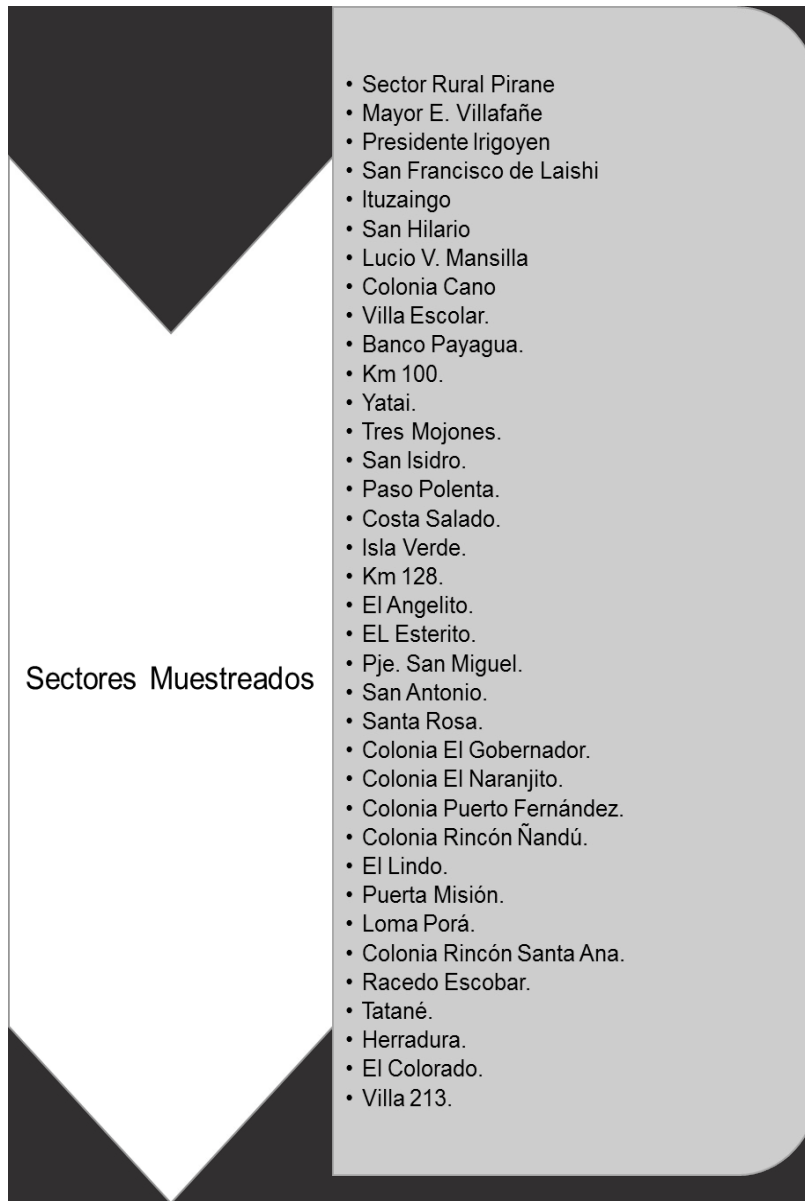 Sectores Muestreados
• Sector Rural Pirane
• Mayor E. Villafañe
• Presidente Irigoyen
• San Francisco de Laishi
• Ituzaingo
• San Hilario
• Lucio V. Mansilla
• Colonia Cano
• Villa Escolar.
• Banco Payagua.
• Km 100.
• Yatai.
• Tres Mojones.
• San Isidro.
• Paso Polenta.
• Costa Salado.
• Isla Verde.
• Km 128.
• El Angelito.
• EL Esterito.
• Pje. San Miguel.
• San Antonio.
• Santa Rosa.
• Colonia El Gobernador.
• Colonia El Naranjito.
• Colonia Puerto Fernández.
• Colonia Rincón Ñandú.
• El Lindo.
• Puerta Misión.
• Loma Porá.
• Colonia Rincón Santa Ana.
• Racedo Escobar.
• Tatané.
• Herradura.
• El Colorado.
• Villa 213.